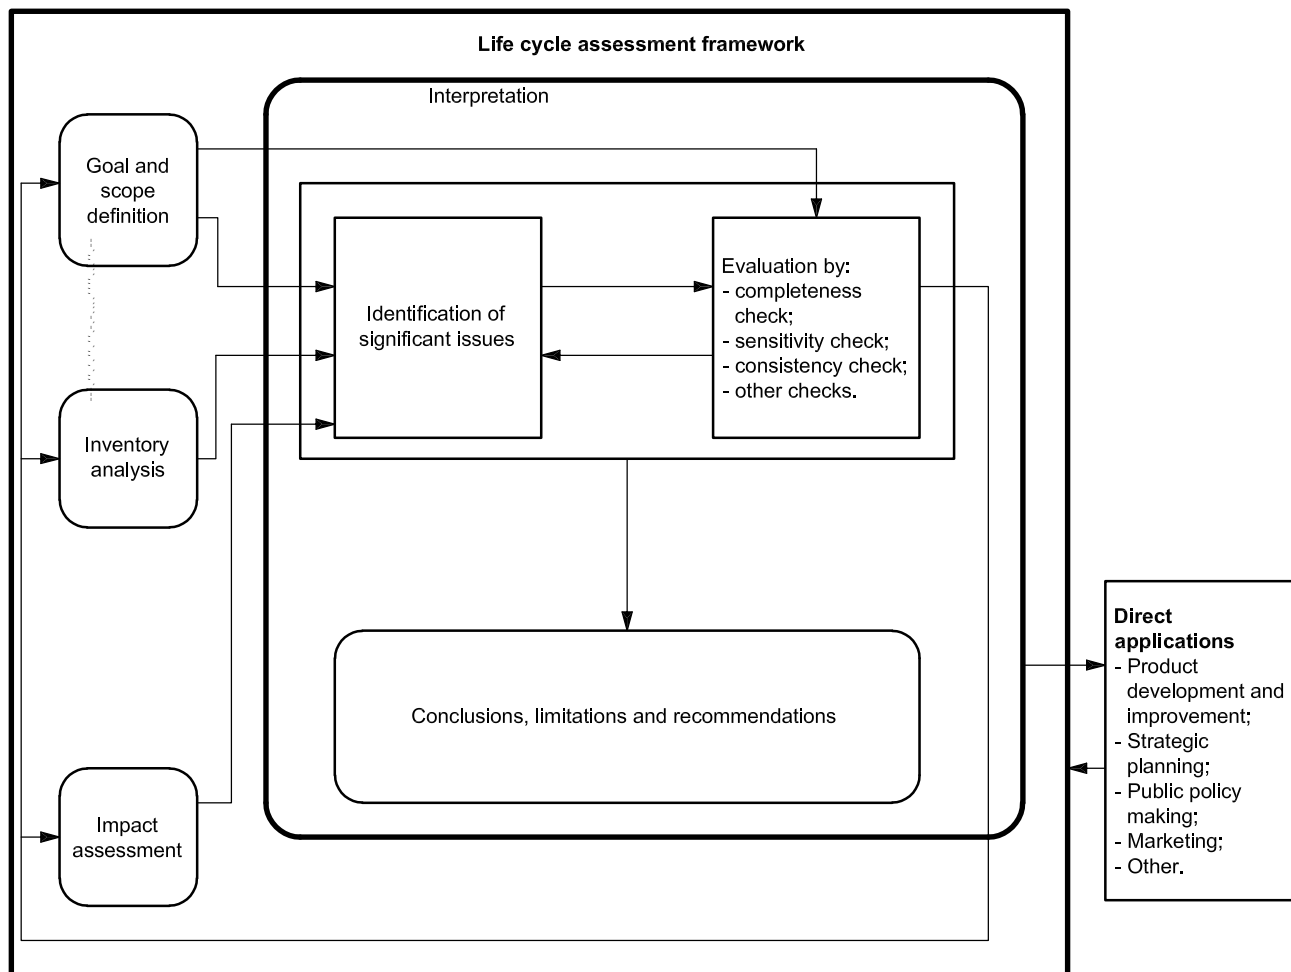 Life cycle assessment framework
Interpretation
Goal and
scope
definition
Inventory
analysis
Impact
assessment
Identification of
significant issues
Evaluation by:
- completeness
check;
- sensitivity check;
- consistency check;
- other checks.
Conclusions, limitations and recommendations
Direct
applications
- Product
development and
improvement;
- Strategic
planning;
- Public policy
making;
- Marketing;
- Other.